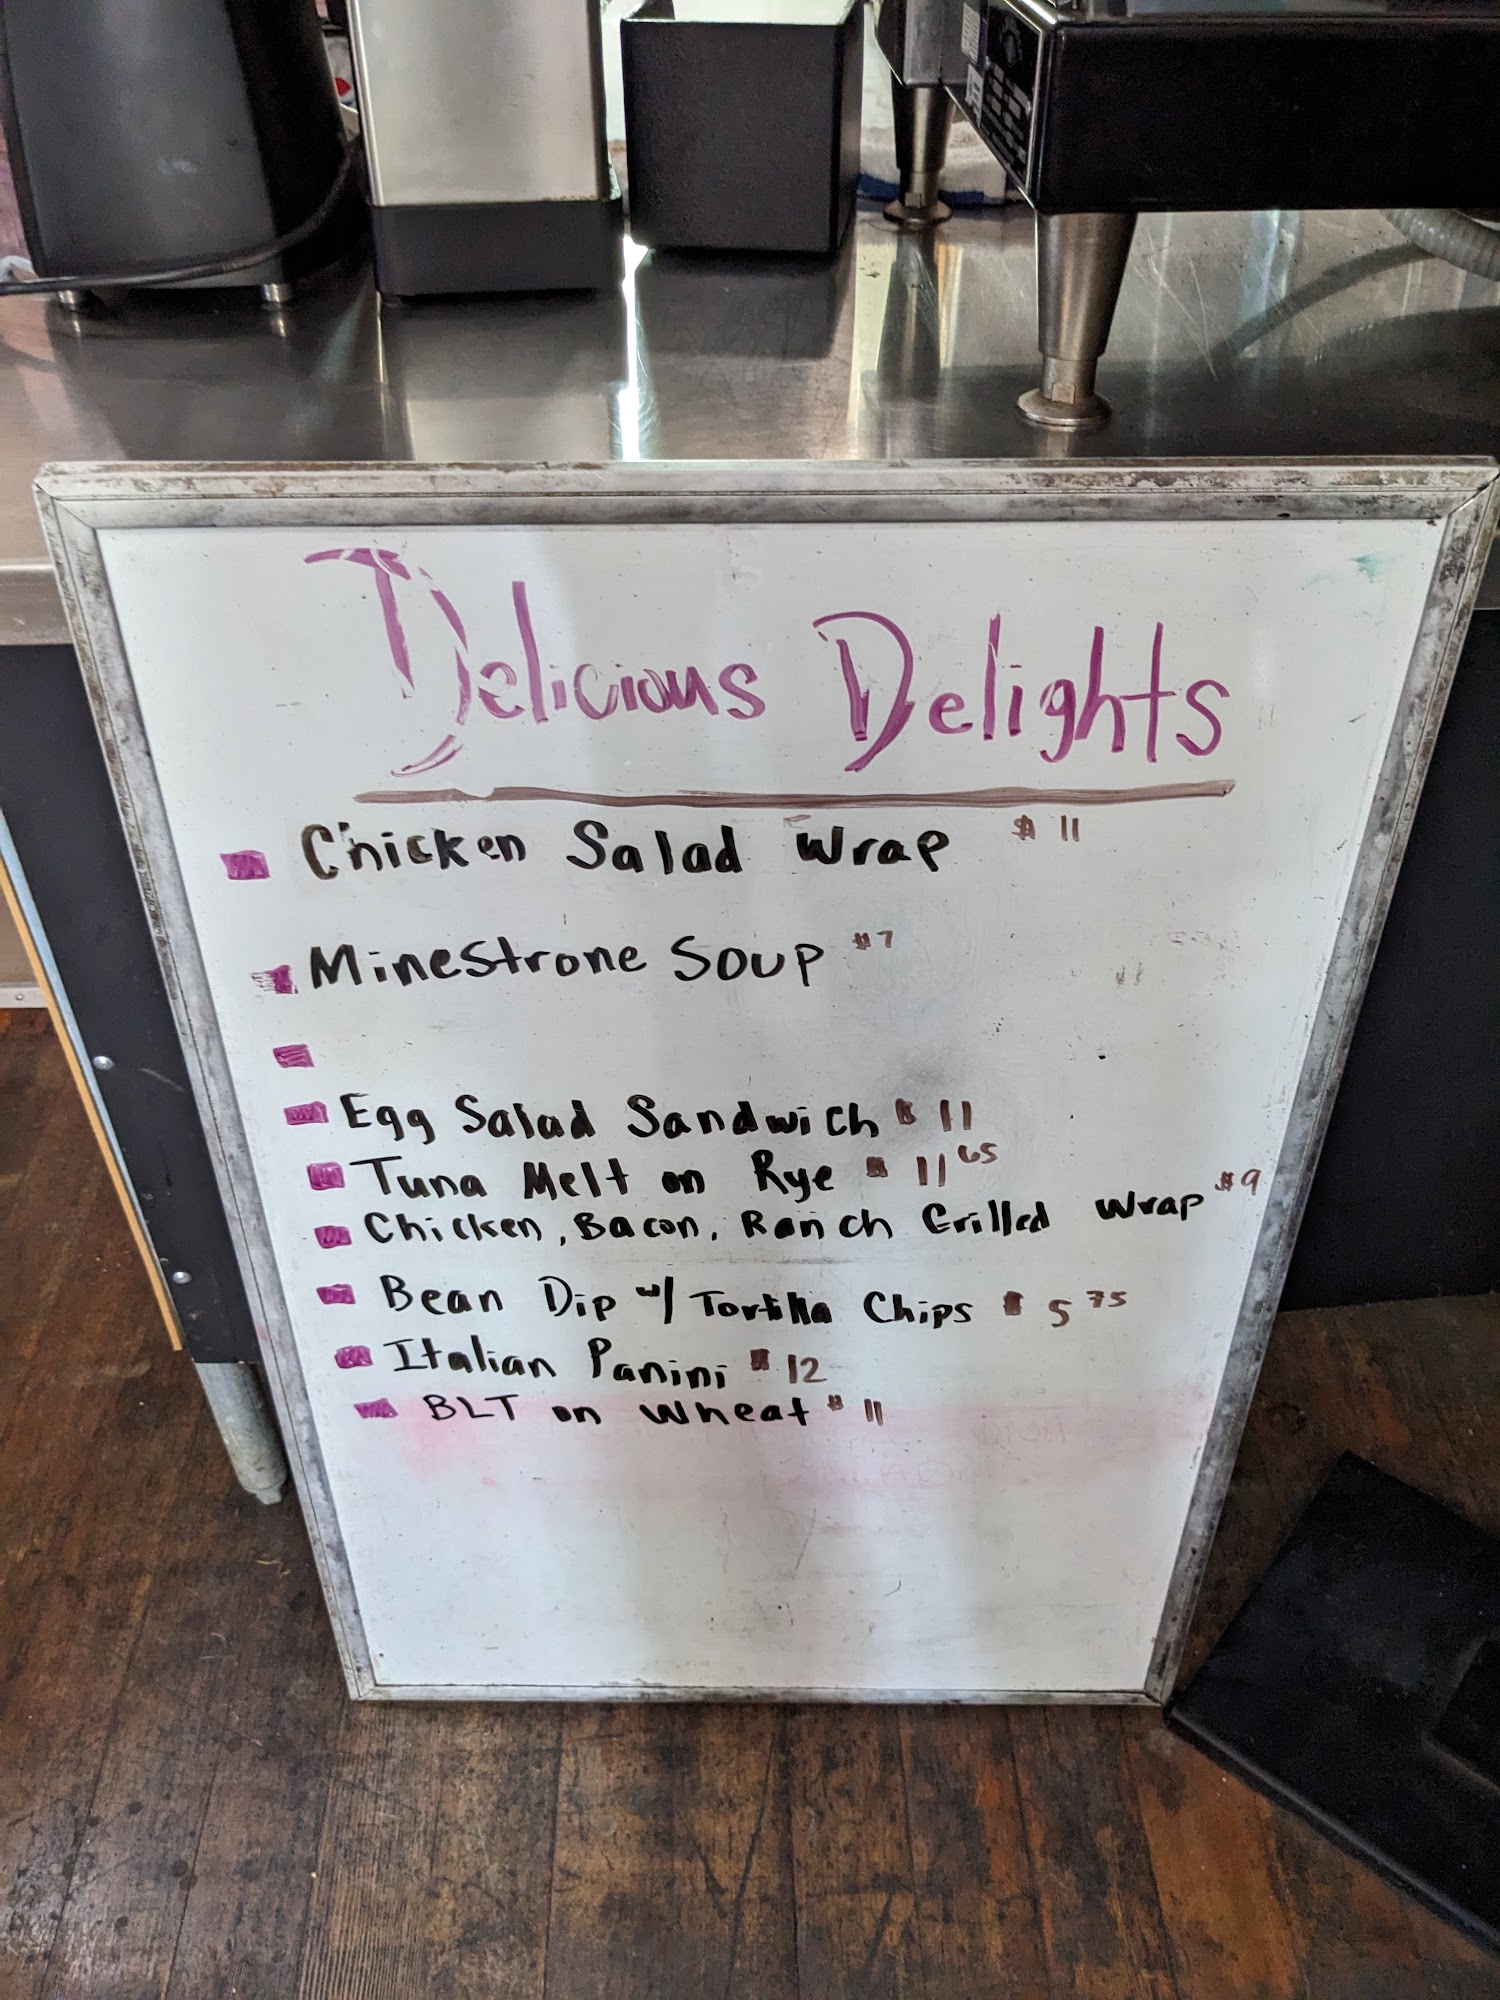 Delicious Delights
Chicken Salad Wrap $11
Minestrone Soup $7
Egg Salad Sandwich $11
Tuna Melt on Rye $11 65
Chicken, Bacon, Ranch Grilled Wrap $9
Bean Dip w/ Tortilla Chips $5 75
Italian Panini $12
BLT on Wheat $11